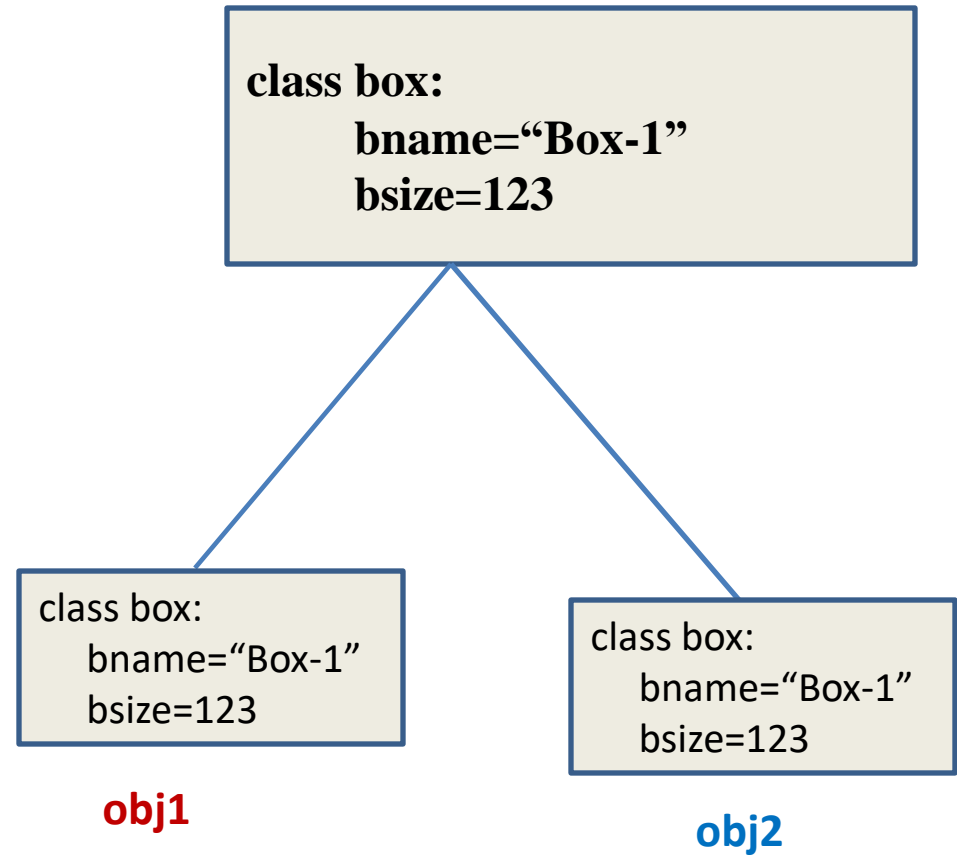 class box:
bname=“Box-1”
bsize=123
class box:
bname=“Box-1”
bsize=123
obj1
class box:
bname=“Box-1”
bsize=123
obj2